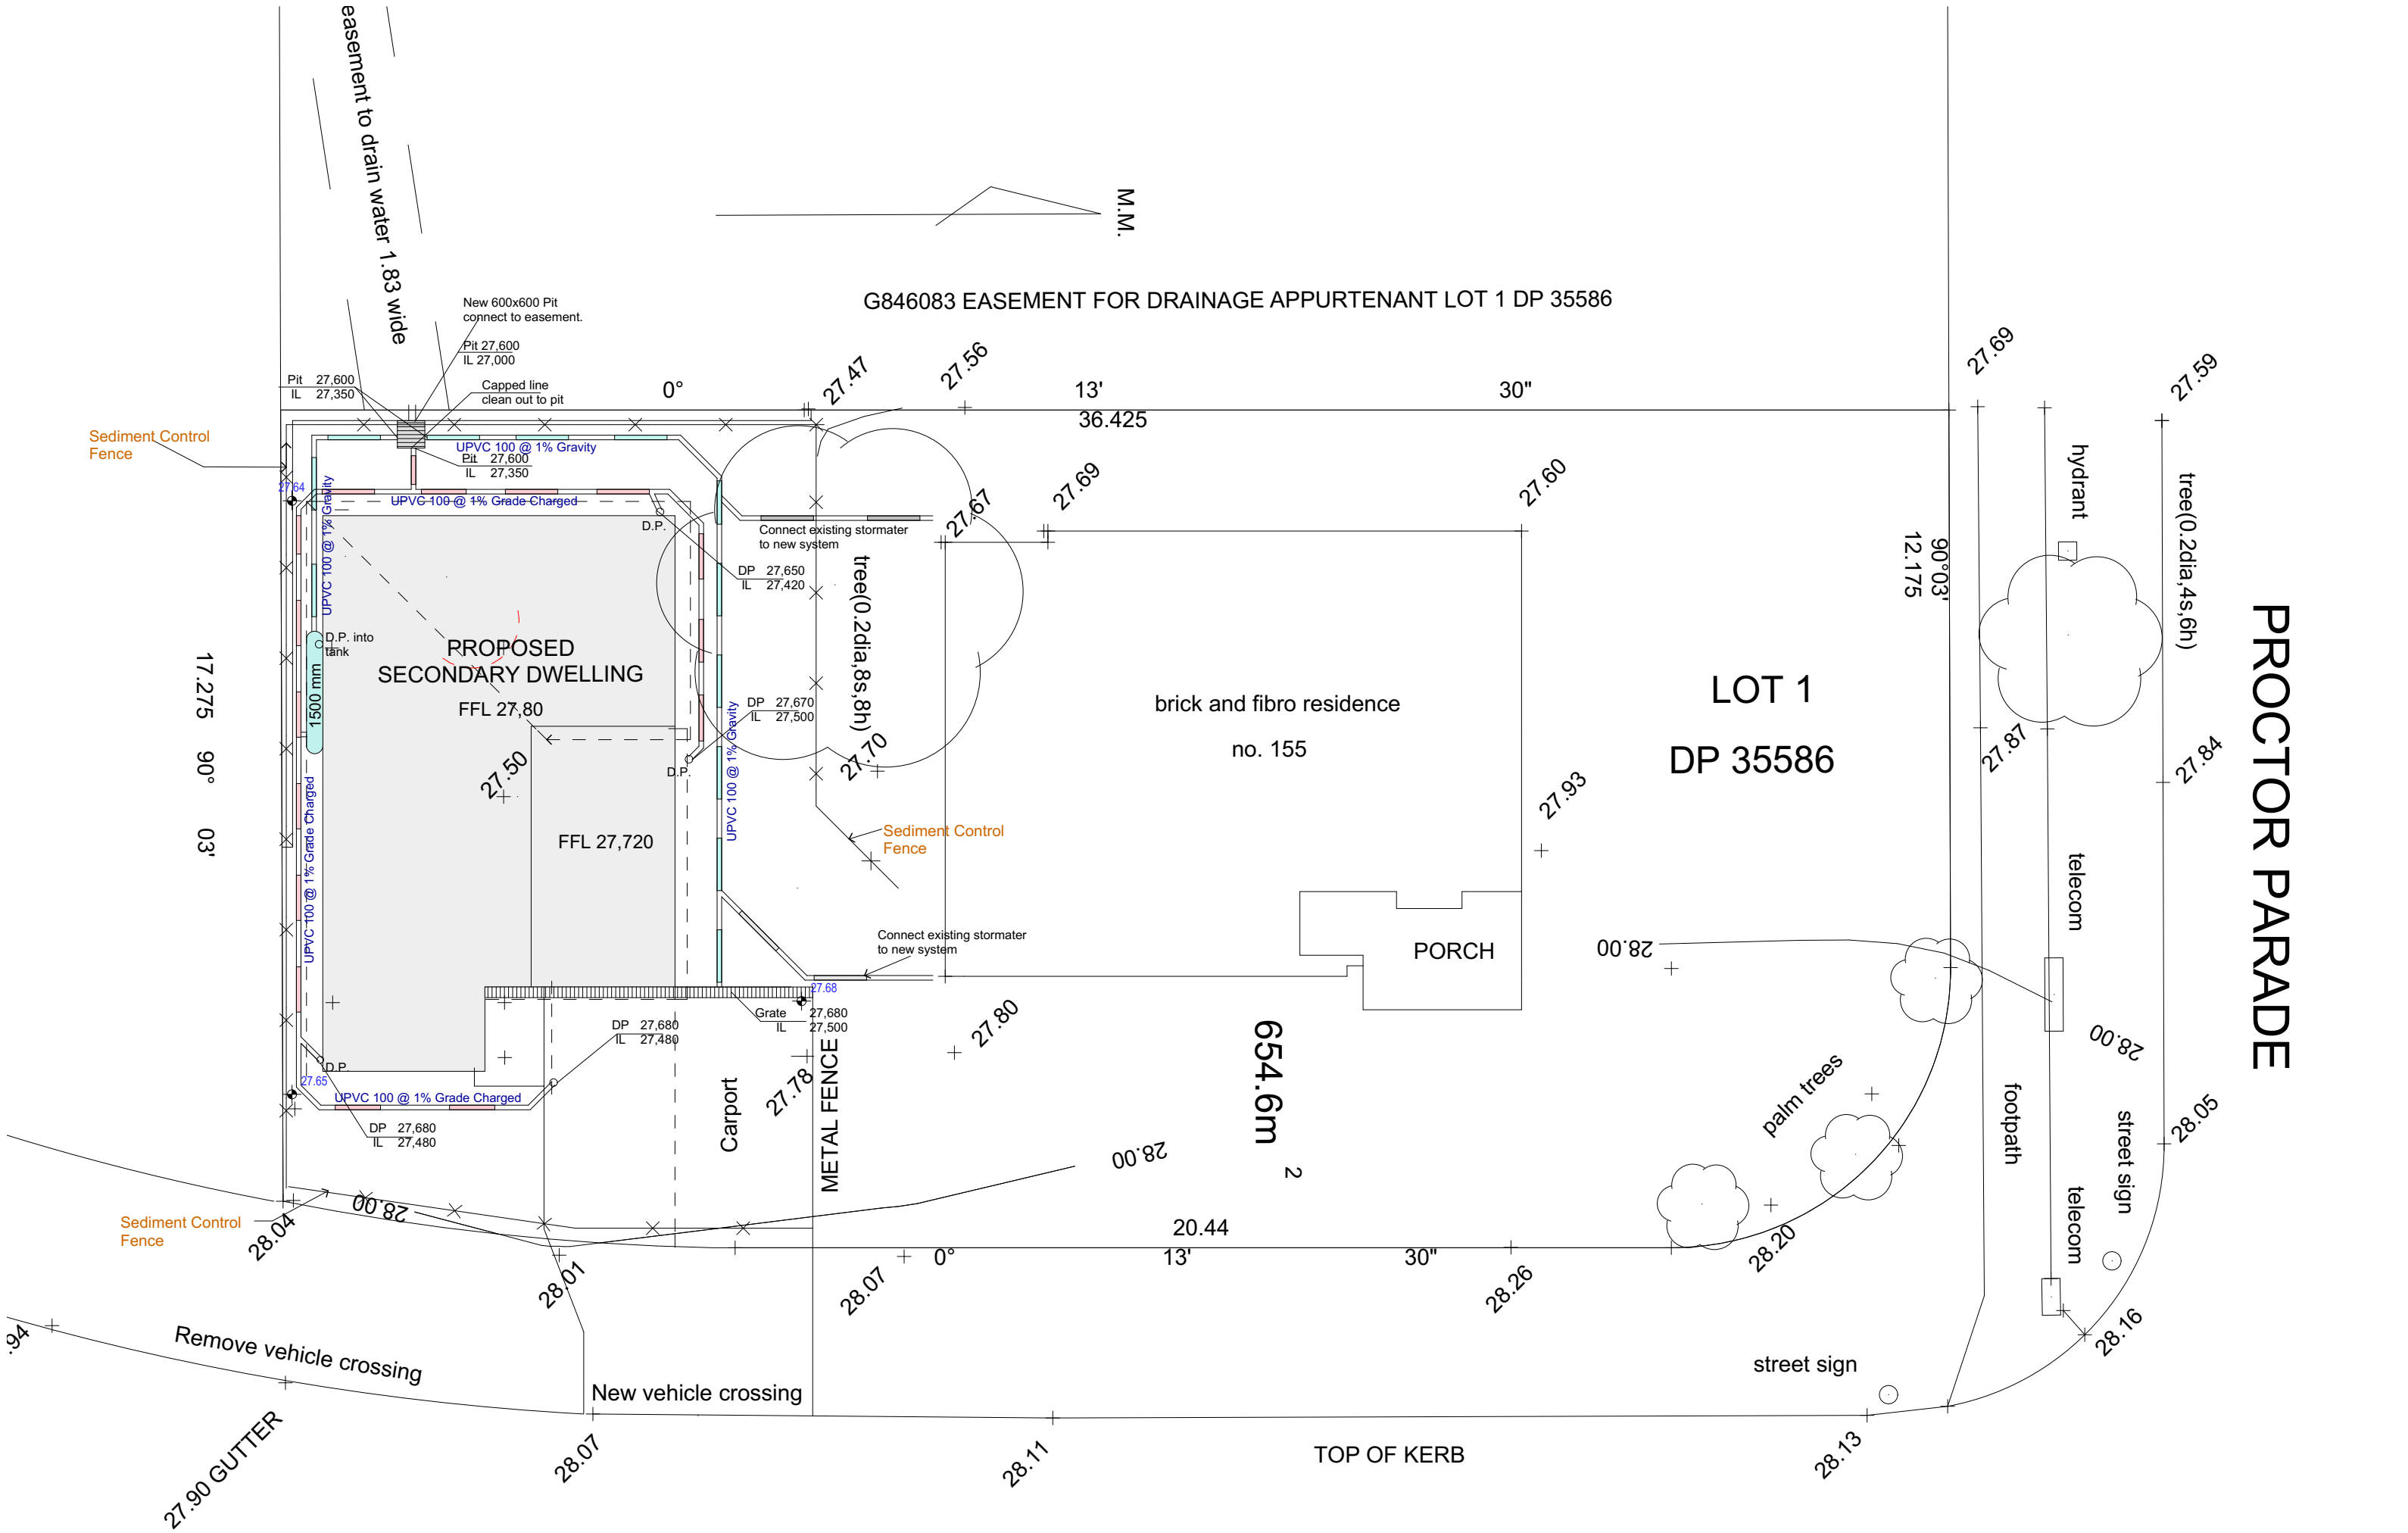 easement to drain water 1.83 wide
M.M.
G846083 EASEMENT FOR DRAINAGE APPURTENANT LOT 1 DP 35586
New 600x600 Pit
connect to easement.
Pit 27,600
IL 27,000
Pit 27,600
IL 27,350
Capped line
clean out to pit
0°
13'
30"
36.425
27.47
27.56
27.69
27.59
Sediment Control
Fence
UPVC 100 @ 1% Gravity
Pit 27,600
IL 27,350
27.64
UPVC 100 @ 1% Gravity
UPVC 100 @ 1% Grade Charged
D.P.
Connect existing stormater
to new system
27.67
27.69
27.60
DP 27,650
IL 27,420
tree(0.2dia,8s,8h)
90°03'
12.175
hydrant
tree(0.2dia,4s,6h)
PROCTOR PARADE
D.P. into
tank
1500 mm
PROPOSED
SECONDARY DWELLING
FFL 27,80
27.50
FFL 27,720
17.275 90° 03'
UPVC 100 @ 1% Grade Charged
DP 27,670
IL 27,500
D.P.
UPVC 100 @ 1% Gravity
27.70
brick and fibro residence
no. 155
LOT 1
DP 35586
27.93
27.87
27.84
Sediment Control
Fence
telecom
Connect existing stormater
to new system
PORCH
28.00
28.00
27.68
Grate 27,680
IL 27,500
DP 27,680
IL 27,480
27.80
27.78
METAL FENCE
Carport
654.6m
2
D.P.
27.65
UPVC 100 @ 1% Grade Charged
DP 27,680
IL 27,480
palm trees
footpath
street sign
28.05
28.00
28.00
Sediment Control
Fence
28.04
28.01
20.44
0°
13'
30"
28.07
28.26
28.20
telecom
28.16
.94
Remove vehicle crossing
New vehicle crossing
street sign
27.90 GUTTER
28.07
28.11
TOP OF KERB
28.13